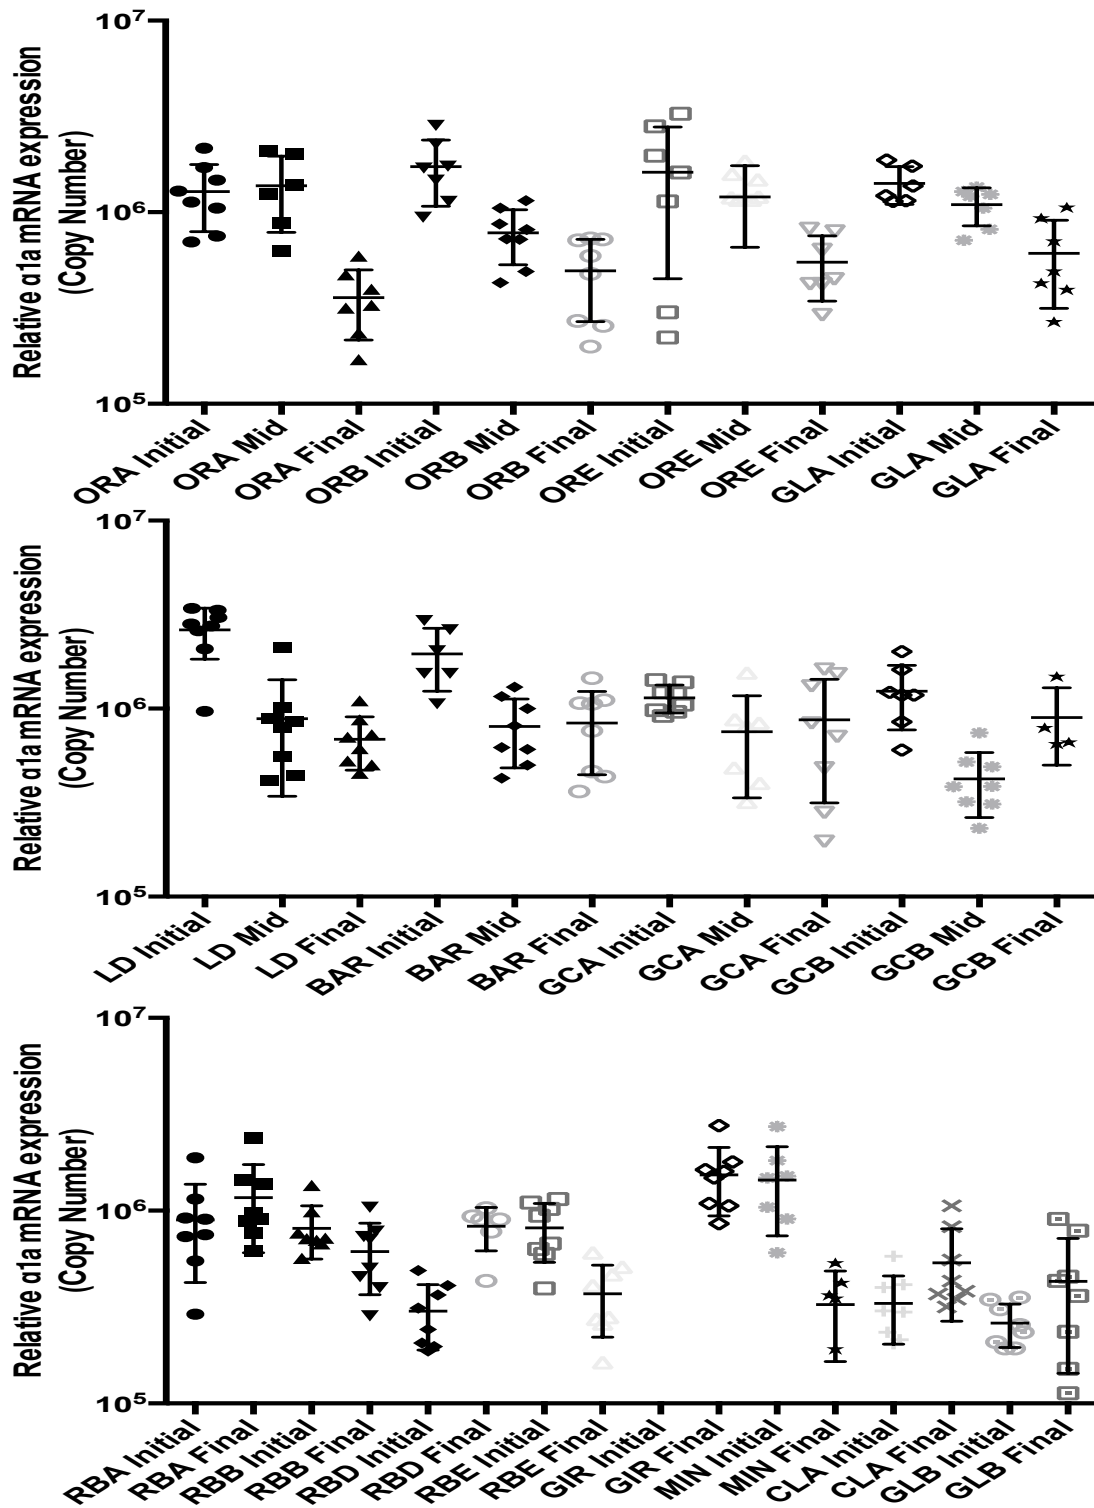 Relative α1a mRNA expression
(Copy Number)
10⁷
10⁶
10⁵
ORA Initial
ORA Mid
ORA Final
ORB Initial
ORB Mid
ORB Final
ORE Initial
ORE Mid
ORE Final
GLA Initial
GLA Mid
GLA Final
Relative α1a mRNA expression
(Copy Number)
10⁷
10⁶
10⁵
LD Initial
LD Mid
LD Final
BAR Initial
BAR Mid
BAR Final
GCA Initial
GCA Mid
GCA Final
GCB Initial
GCB Mid
GCB Final
Relative α1a mRNA expression
(Copy Number)
10⁷
10⁶
10⁵
RBA Initial
RBA Final
RBB Initial
RBB Final
RBD Initial
RBD Final
RBE Initial
RBE Final
GIR Initial
GIR Final
MIN Initial
MIN Final
CLA Initial
CLA Final
GLB Initial
GLB Final